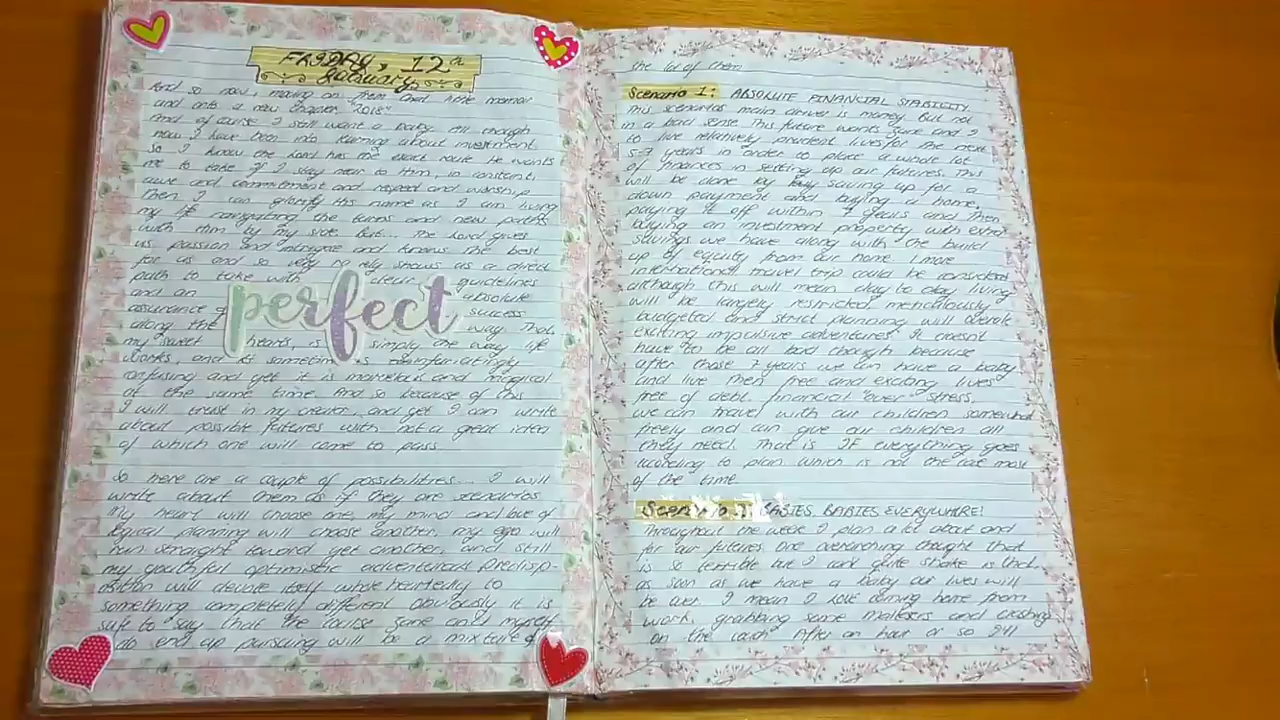 FRIDAY, 12th
January
And so now, moving on from that little memoir
and onto a new chapter "2018"
And of course I still want a baby. All though
now I have been into learning about investment
so I know the Lord has the exact route He wants
me to take if I stay near to Him, in constant
awe and commitment and respect and worship
then I can glorify His name as I am living
my life navigating the turns and new paths
with Him by my side. But... The Lord gives
us passion and intrigue and knows the best
for us and so very rarely shows us a direct
path to take with clear guidelines
and an absolute
assurance of success
along the way. That,
my sweet hearts, is simply the way life
works, and it sometimes is
confusing and yet it is marvelous and magical
at the same time. And so because of this
I will trust in my creator, and yet I can write
about possible futures with not a great idea
of which one will come to pass.
perfect
So here are a couple of possibilities... I will
write about them as if they are scenarios.
My heart will choose one, my mind and love of
logical planning will choose another, my ego will
run straight toward yet another, and still
my youthful optimistic adventurous predisp-
osition will devote itself whole heartedly to
something completely different. Obviously it is
safe to say that the course Zane and myself
do end up pursuing will be a mixture of
the lot of them
Scenario 1: ABSOLUTE FINANCIAL STABILITY.
This scenarios main driver is money. But not
in a bad sense. This future wants Zane and I
to live relatively prudent lives for the next
5-7 years in order to place a whole lot
of finances in setting up our futures. This
will be done by buy saving up for a
down payment and buying a home,
paying it off within 7 years and then
buying an investment property with extra
savings we have along with the build
up of equity from our home. 1 more
international travel trip could be considered
although this will mean day to day living
will be largely restricted, meticulously
budgeted and strict planning will overule
exciting impulsive adventures. It doesn't
have to be all bad though because
after those 7 years we can have a baby
and live then free and exciting lives
free of debt, financial "over" stress.
We can travel with our children somewhat
freely and can give our children all
they need. That is IF everything goes
according to plan which is not the case most
of the time.
Scenario 2: BABIES, BABIES EVERYWHERE!
Throughout the week I plan a lot about and
for our futures. One overarching thought that
is so terrible but I cant quite shake is that
as soon as we have a baby our lives will
be over. I mean I LOVE coming home from
work, grabbing some maltesers and crashing
on the couch. After an hour or so I'll